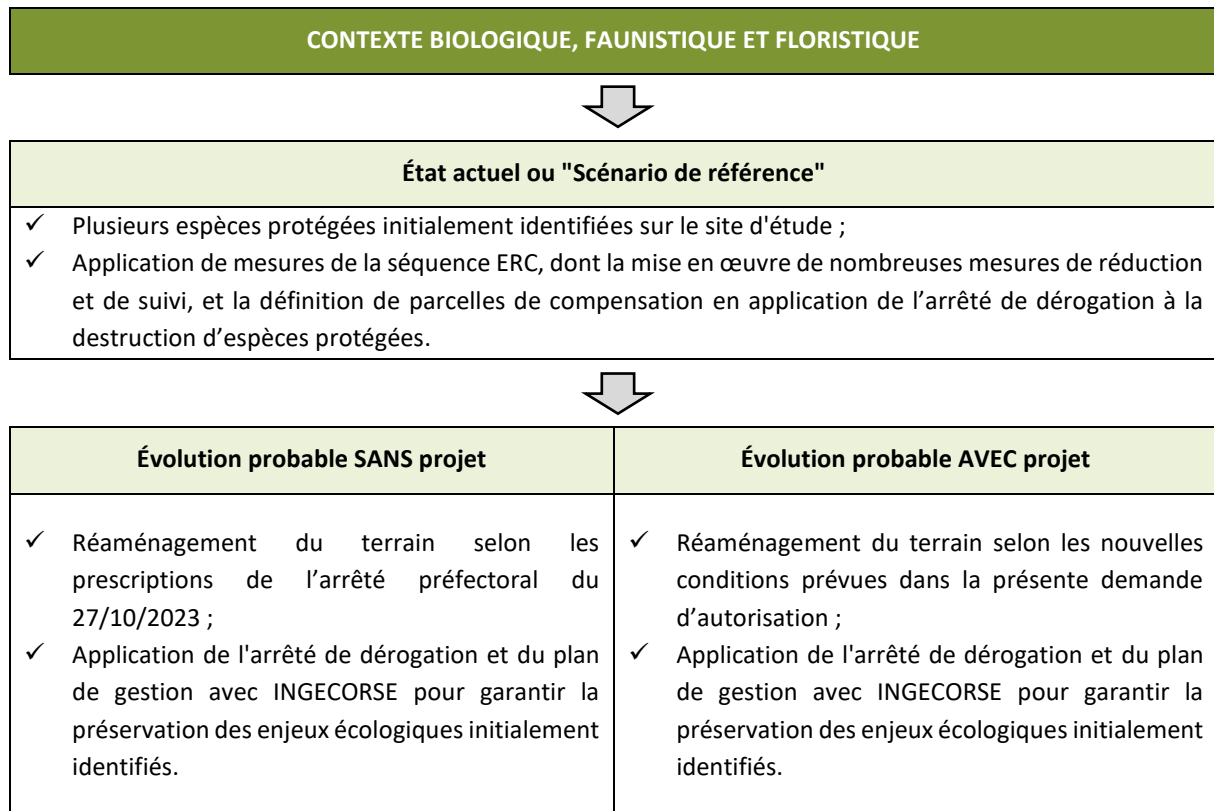 CONTEXTE BIOLOGIQUE, FAUNISTIQUE ET FLORISTIQUE
État actuel ou "Scénario de référence"
✓ Plusieurs espèces protégées initialement identifiées sur le site d'étude ;
✓ Application de mesures de la séquence ERC, dont la mise en œuvre de nombreuses mesures de réduction
et de suivi, et la définition de parcelles de compensation en application de l’arrêté de dérogation à la
destruction d’espèces protégées.
Évolution probable SANS projet
✓ Réaménagement du terrain selon les
prescriptions de l’arrêté préfectoral du
27/10/2023 ;
✓ Application de l'arrêté de dérogation et du plan
de gestion avec INGECORSE pour garantir la
préservation des enjeux écologiques initialement
identifiés.
Évolution probable AVEC projet
✓ Réaménagement du terrain selon les nouvelles
conditions prévues dans la présente demande
d’autorisation ;
✓ Application de l'arrêté de dérogation et du plan
de gestion avec INGECORSE pour garantir la
préservation des enjeux écologiques initialement
identifiés.